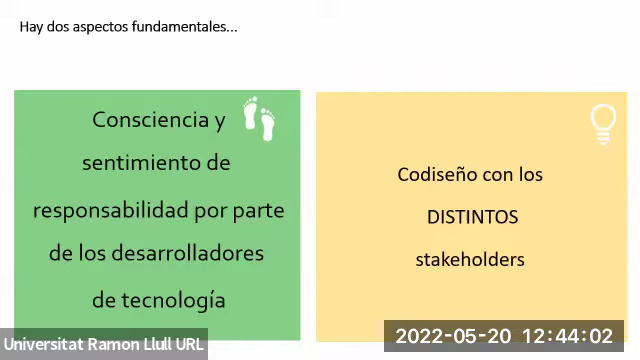 Hay dos aspectos fundamentales...
Consciencia y
sentimiento de
responsabilidad por parte
de los desarrolladores
de tecnología
Codiseño con los
DISTINTOS
stakeholders
Universitat Ramon Llull URL
2022-05-20 12:44:02